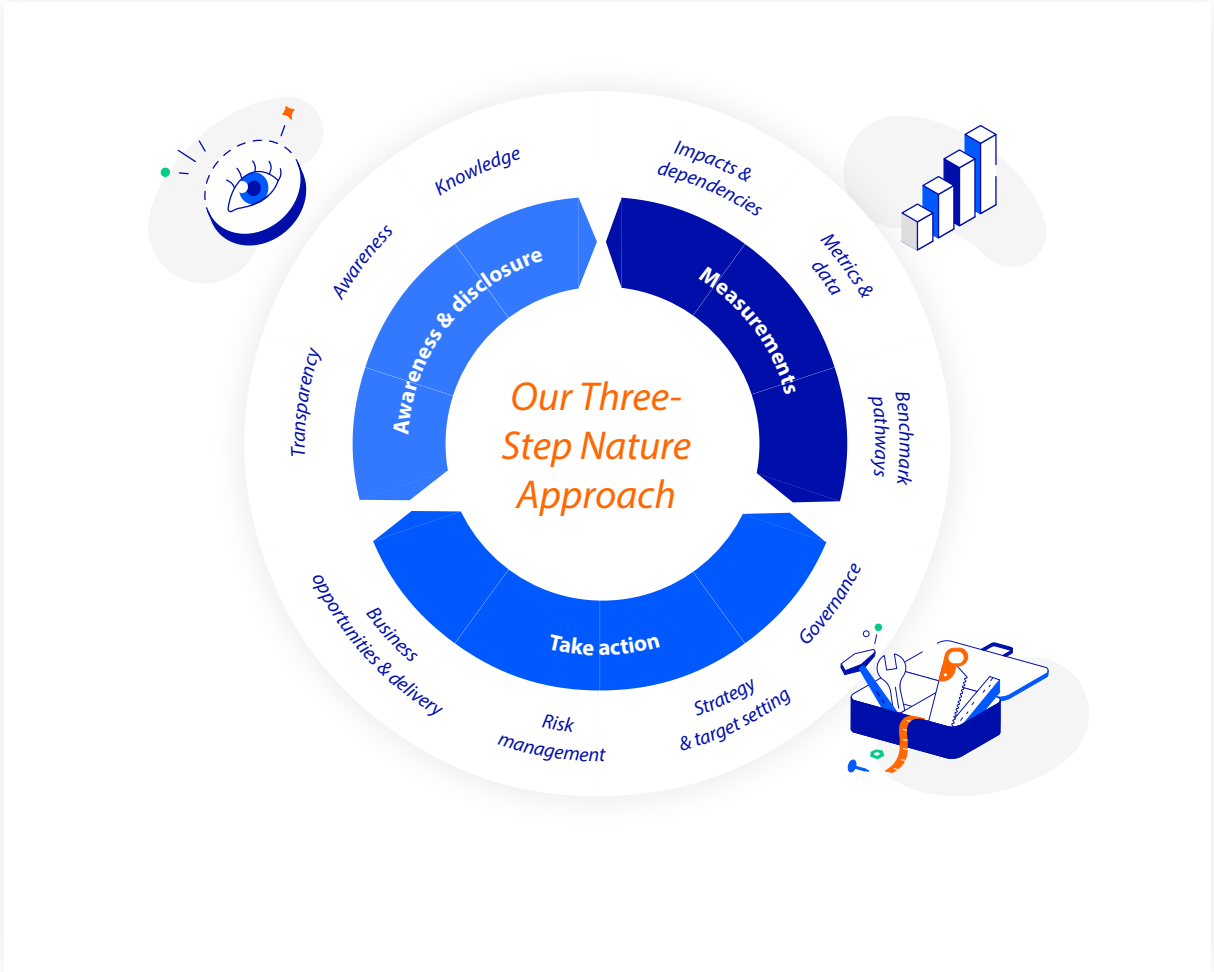 Our Three-
Step Nature
Approach
Awareness & disclosure
Transparency
Awareness
Knowledge
Measurements
Impacts &
dependencies
Metrics &
data
Benchmark
pathways
Take action
Governance
Strategy
& target setting
Risk
management
Business
opportunities & delivery